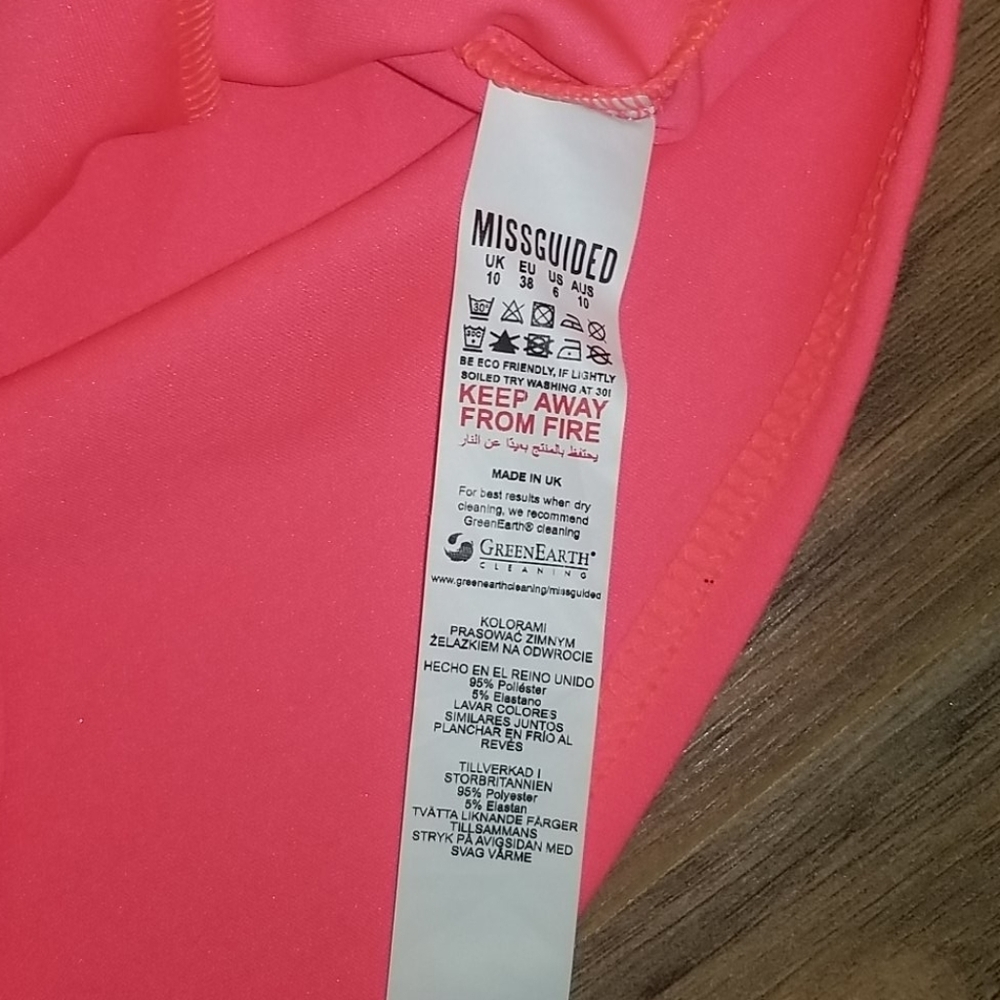 MISSGUIDED
UK EU US AUS
10 38 6 10
30°
30C
BE ECO FRIENDLY, IF LIGHTLY
SOILED TRY WASHING AT 30!
KEEP AWAY
FROM FIRE
يحتفظ بالمنتج بعيدًا عن النار
MADE IN UK
For best results when dry
cleaning, we recommend
GreenEarth® cleaning
GREENEARTH®
CLEANING
www.greenearthcleaning/missguided
KOLORAMI
PRASOWAĆ ZIMNYM
ŻELAZKIEM NA ODWROCIE
HECHO EN EL REINO UNIDO
95% Poliéster
5% Elastano
LAVAR COLORES
SIMILARES JUNTOS
PLANCHAR EN FRIO AL
REVÉS
TILLVERKAD I
STORBRITANNIEN
95% Polyester
5% Elastan
TVÄTTA LIKNANDE FÄRGER
TILLSAMMANS
STRYK PÅ AVIGSIDAN MED
SVAG VÄRME